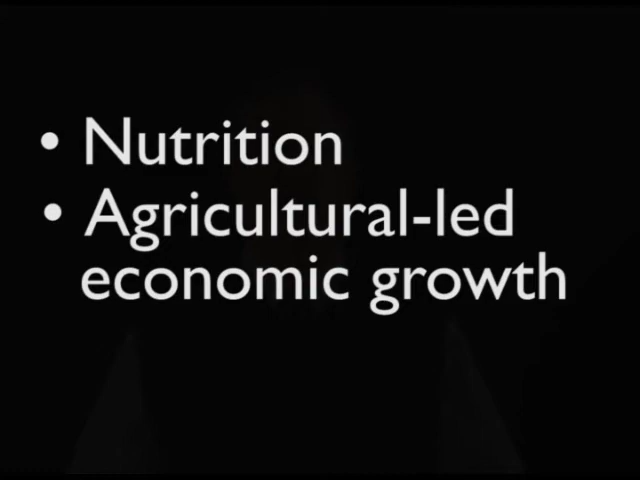 • Nutrition
• Agricultural-led
economic growth